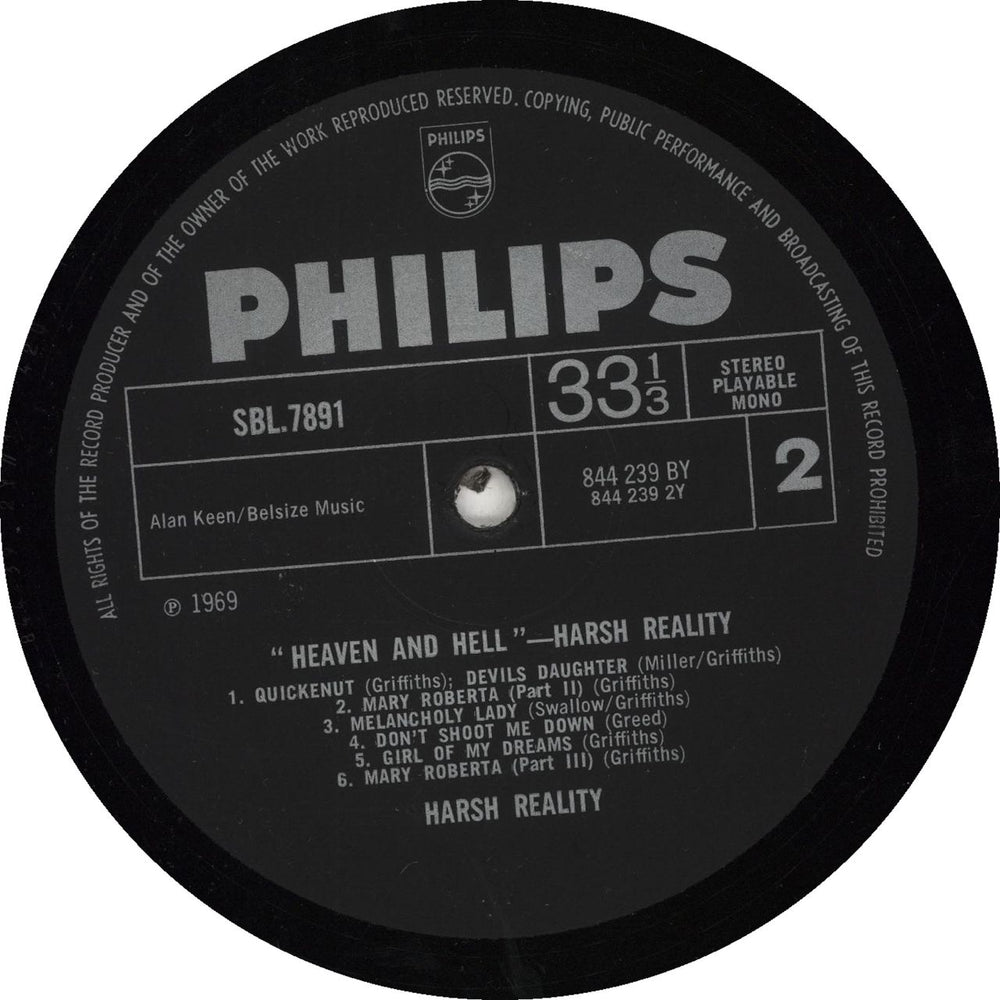 ALL RIGHTS OF THE RECORD PRODUCER AND OF THE OWNER OF THE WORK REPRODUCED RESERVED. COPYING, PUBLIC PERFORMANCE AND BROADCASTING OF THIS RECORD PROHIBITED
PHILIPS
PHILIPS
SBL.7891
33 1/3
STEREO
PLAYABLE
MONO
Alan Keen/Belsize Music
844 239 BY
844 239 2Y
2
℗ 1969
“HEAVEN AND HELL”—HARSH REALITY
1. QUICKENUT (Griffiths); DEVILS DAUGHTER (Miller/Griffiths)
2. MARY ROBERTA (Part II) (Griffiths)
3. MELANCHOLY LADY (Swallow/Griffiths)
4. DON'T SHOOT ME DOWN (Greed)
5. GIRL OF MY DREAMS (Griffiths)
6. MARY ROBERTA (Part III) (Griffiths)
HARSH REALITY